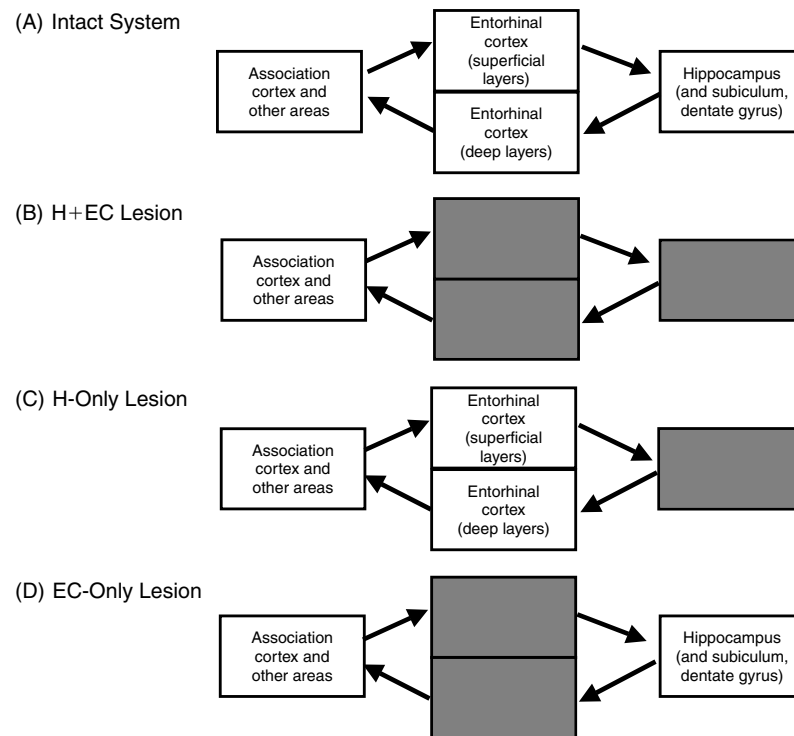 (A) Intact System
Association
cortex and
other areas
Entorhinal
cortex
(superficial
layers)
Entorhinal
cortex
(deep layers)
Hippocampus
(and subiculum,
dentate gyrus)
(B) H+EC Lesion
Association
cortex and
other areas
(C) H-Only Lesion
Association
cortex and
other areas
Entorhinal
cortex
(superficial
layers)
Entorhinal
cortex
(deep layers)
(D) EC-Only Lesion
Association
cortex and
other areas
Hippocampus
(and subiculum,
dentate gyrus)